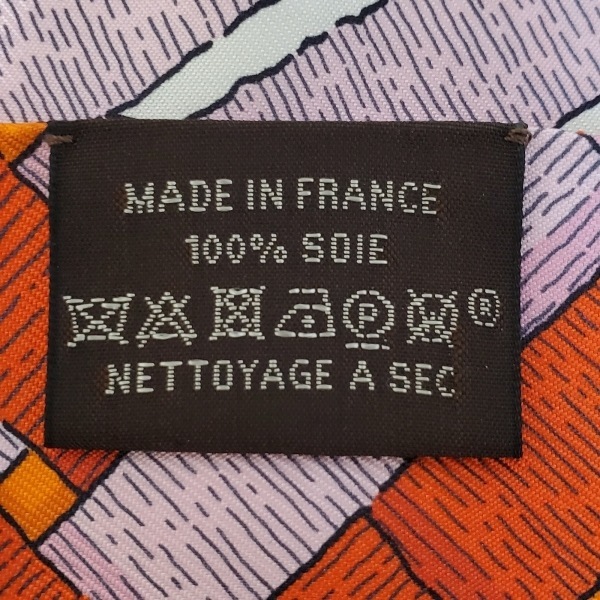 MADE IN FRANCE
100% SOIE
P W ®
NETTOYAGE A SEC